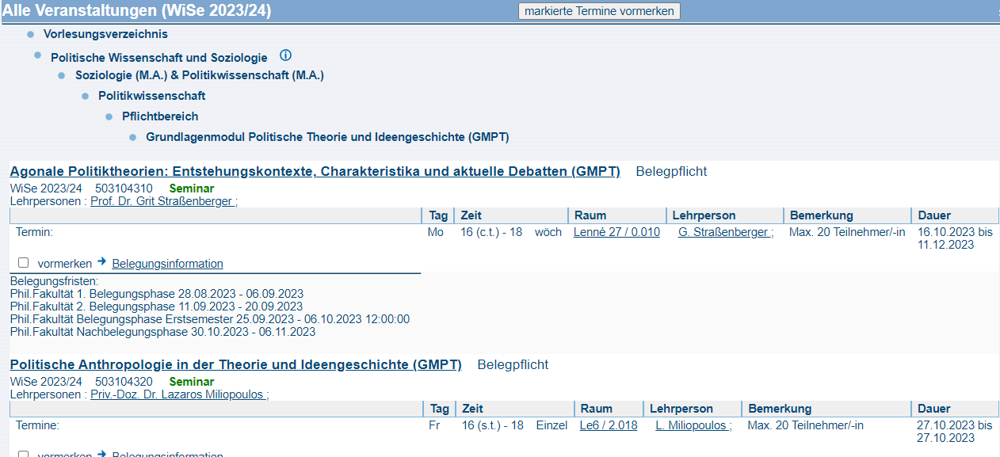 Alle Veranstaltungen (WiSe 2023/24) markierte Termine vormerken
Vorlesungsverzeichnis
Politische Wissenschaft und Soziologie
Soziologie (M.A.) & Politikwissenschaft (M.A.)
Politikwissenschaft
Pflichtbereich
Grundlagenmodul Politische Theorie und Ideengeschichte (GMPT)
Agonale Politiktheorien: Entstehungskontexte, Charakteristika und aktuelle Debatten (GMPT) Belegpflicht
WiSe 2023/24 503104310 Seminar
Lehrpersonen : Prof. Dr. Grit Straßenberger ;
Tag Zeit Raum Lehrperson Bemerkung Dauer
Termin: Mo 16 (c.t.) - 18 wöch Lenné 27 / 0.010 G. Straßenberger ; Max. 20 Teilnehmer/-in 16.10.2023 bis
11.12.2023
vormerken Belegungsinformation
Belegungsfristen:
Phil.Fakultät 1. Belegungsphase 28.08.2023 - 06.09.2023
Phil.Fakultät 2. Belegungsphase 11.09.2023 - 20.09.2023
Phil.Fakultät Belegungsphase Erstsemester 25.09.2023 - 06.10.2023 12:00:00
Phil.Fakultät Nachbelegungsphase 30.10.2023 - 06.11.2023
Politische Anthropologie in der Theorie und Ideengeschichte (GMPT) Belegpflicht
WiSe 2023/24 503104320 Seminar
Lehrpersonen : Priv.-Doz. Dr. Lazaros Miliopoulos ;
Tag Zeit Raum Lehrperson Bemerkung Dauer
Termine: Fr 16 (s.t.) - 18 Einzel Le6 / 2.018 L. Miliopoulos ; Max. 20 Teilnehmer/-in 27.10.2023 bis
27.10.2023
vormerken Belegungsinformation